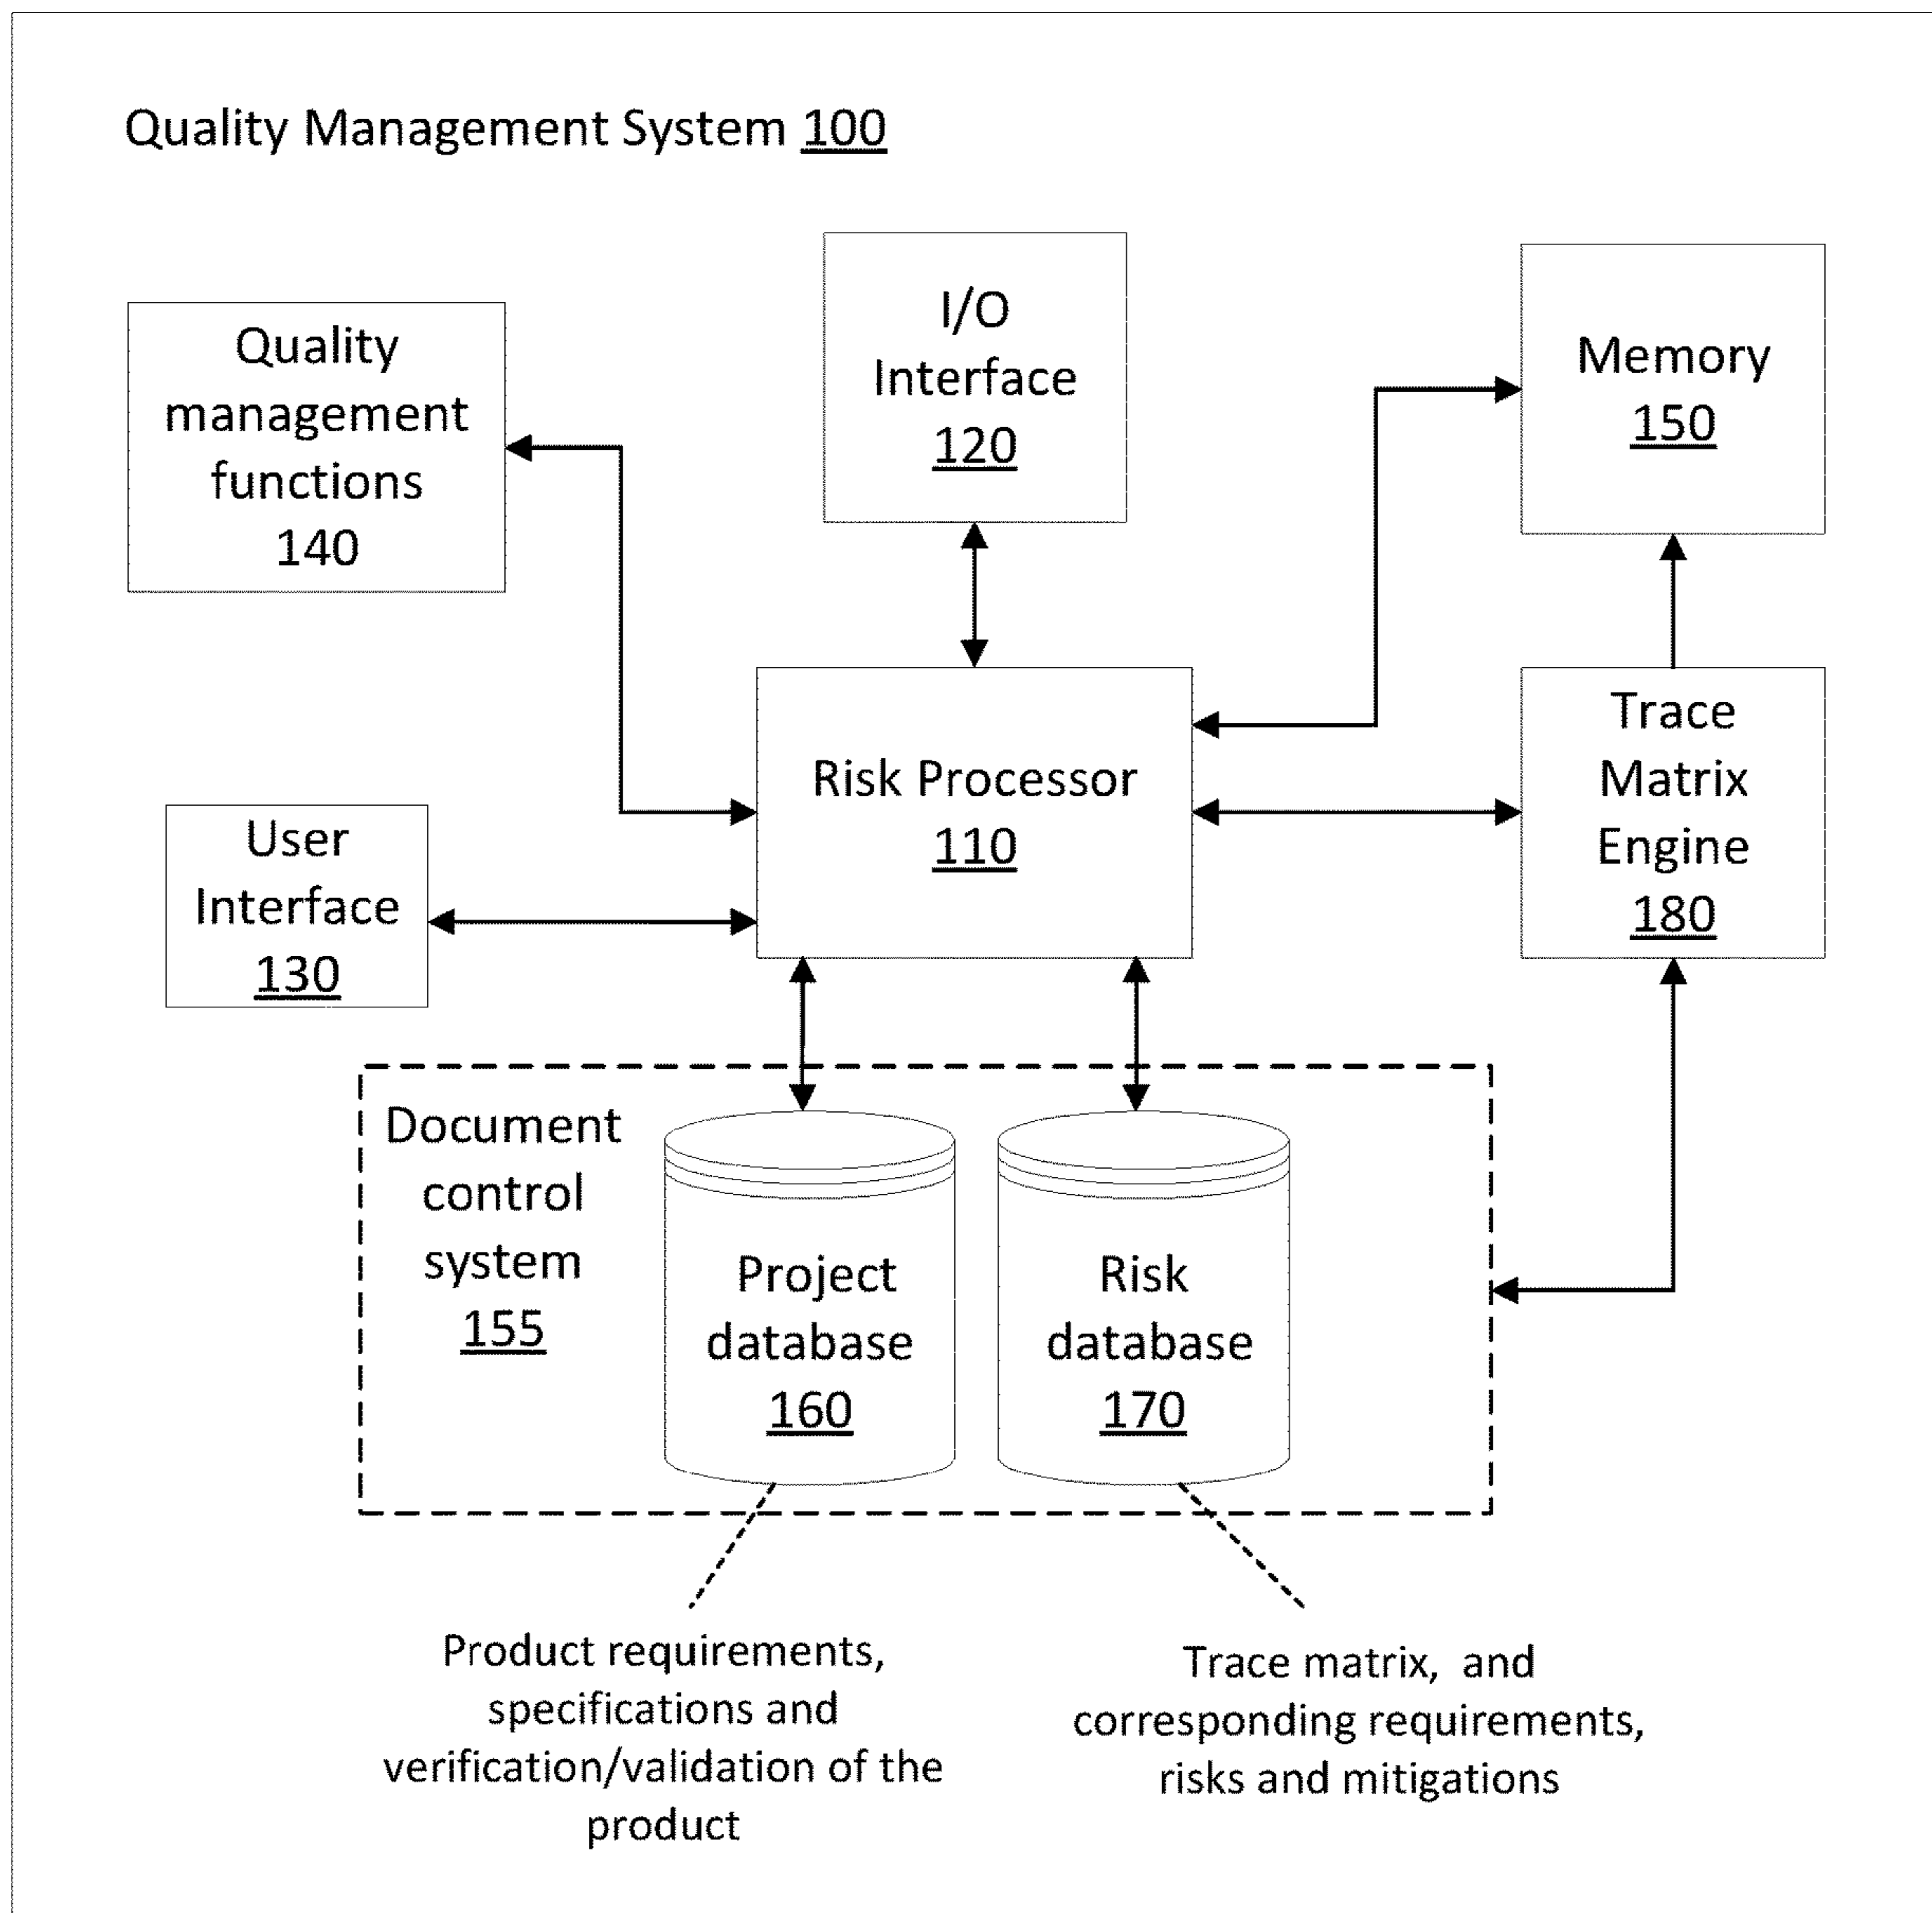 Quality Management System 100
I/O
Interface
120
Memory
150
Quality
management
functions
140
Risk Processor
110
Trace
Matrix
Engine
180
User
Interface
130
Document
control
system
155
Project
database
160
Risk
database
170
Product requirements,
specifications and
verification/validation of the
product
Trace matrix, and
corresponding requirements,
risks and mitigations